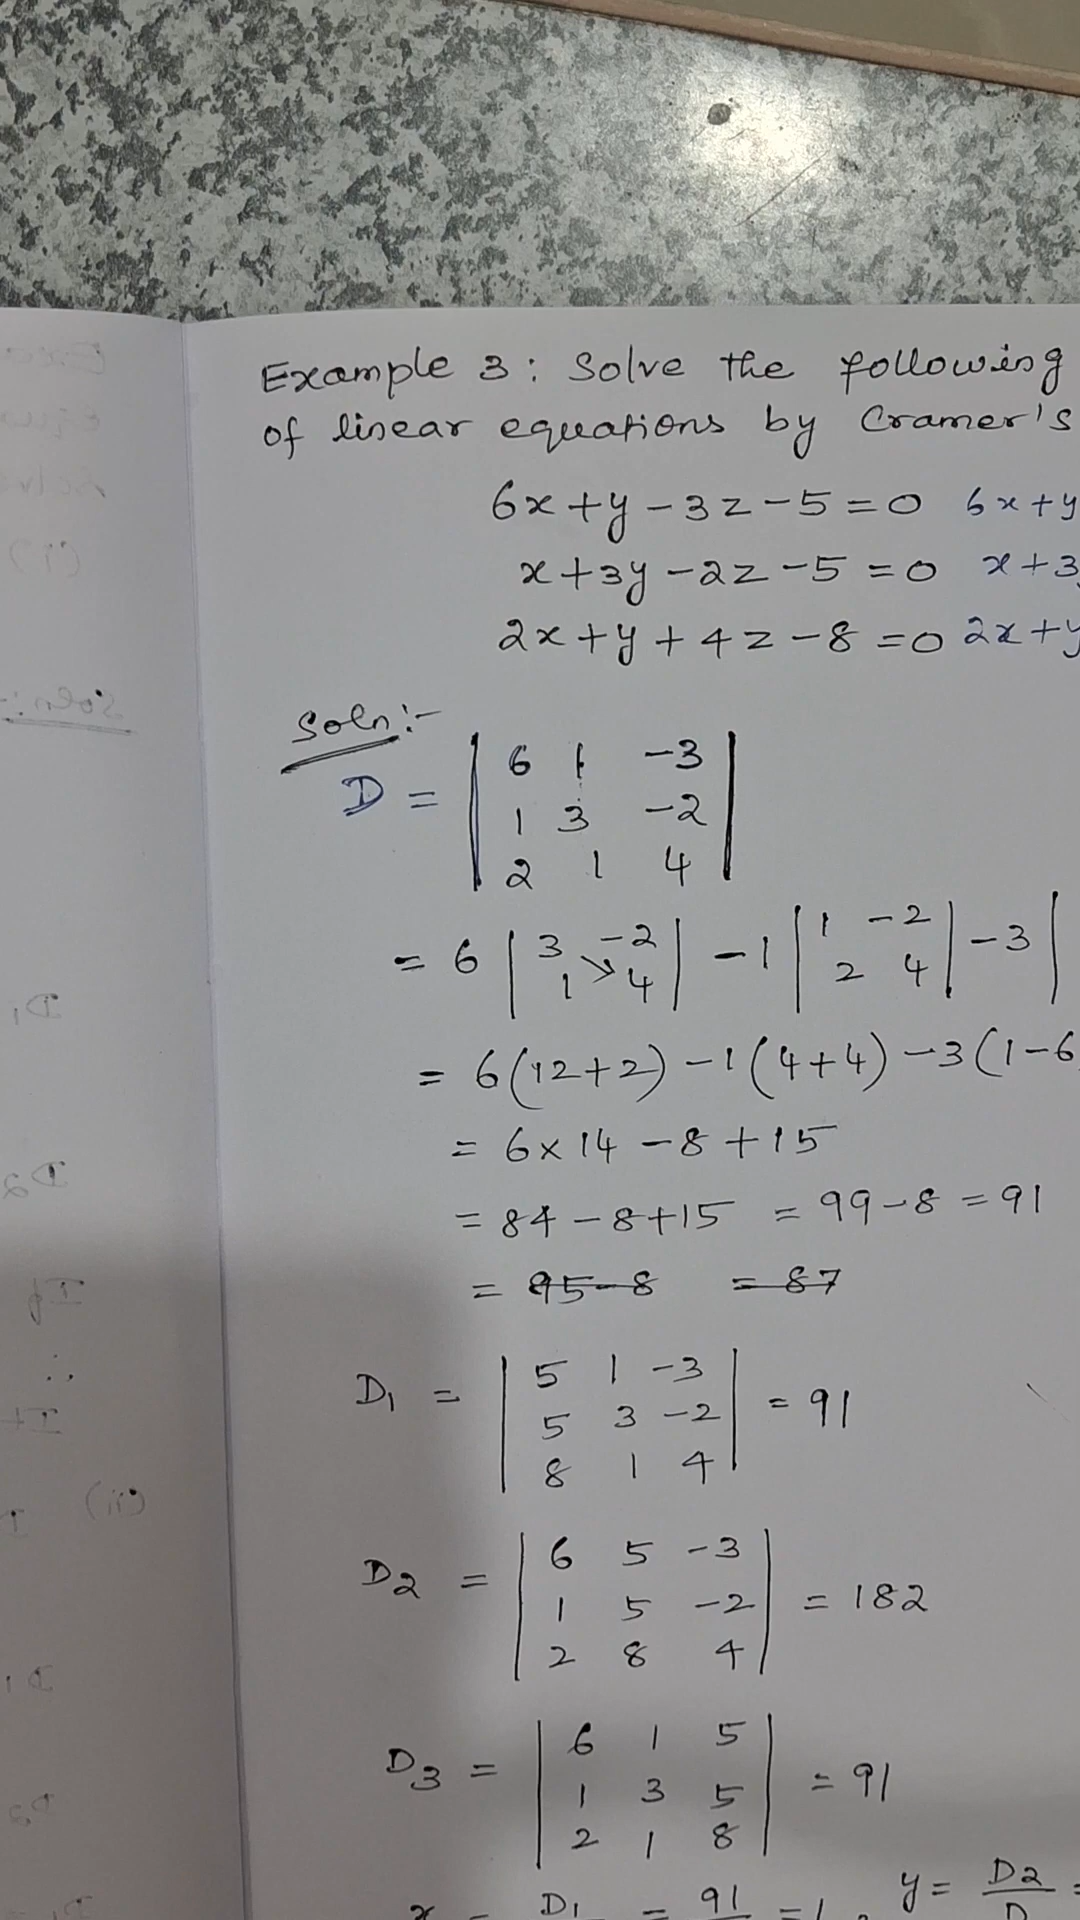 Example 3: Solve the following
of linear equations by Cramer's
6x+y-3z-5=0 6x+y
x+3y-2z-5=0 x+3y
2x+y+4z-8=0 2x+y
Soln:-
D = | 6 1 -3 |
| 1 3 -2 |
| 2 1 4 |
= 6 | 3 -2 | -1 | 1 -2 | -3 |
| 1 4 | | 2 4 |
= 6(12+2) -1(4+4) -3(1-6
= 6×14 -8+15
= 84-8+15 = 99-8 = 91
= 95-8 = 87
D₁ = | 5 1 -3 | = 91
| 5 3 -2 |
| 8 1 4 |
D2 = | 6 5 -3 | = 182
| 1 5 -2 |
| 2 8 4 |
D3 = | 6 1 5 | = 91
| 1 3 5 |
| 2 1 8 |
x = D₁ = 91 = 1, y = D2 =
D